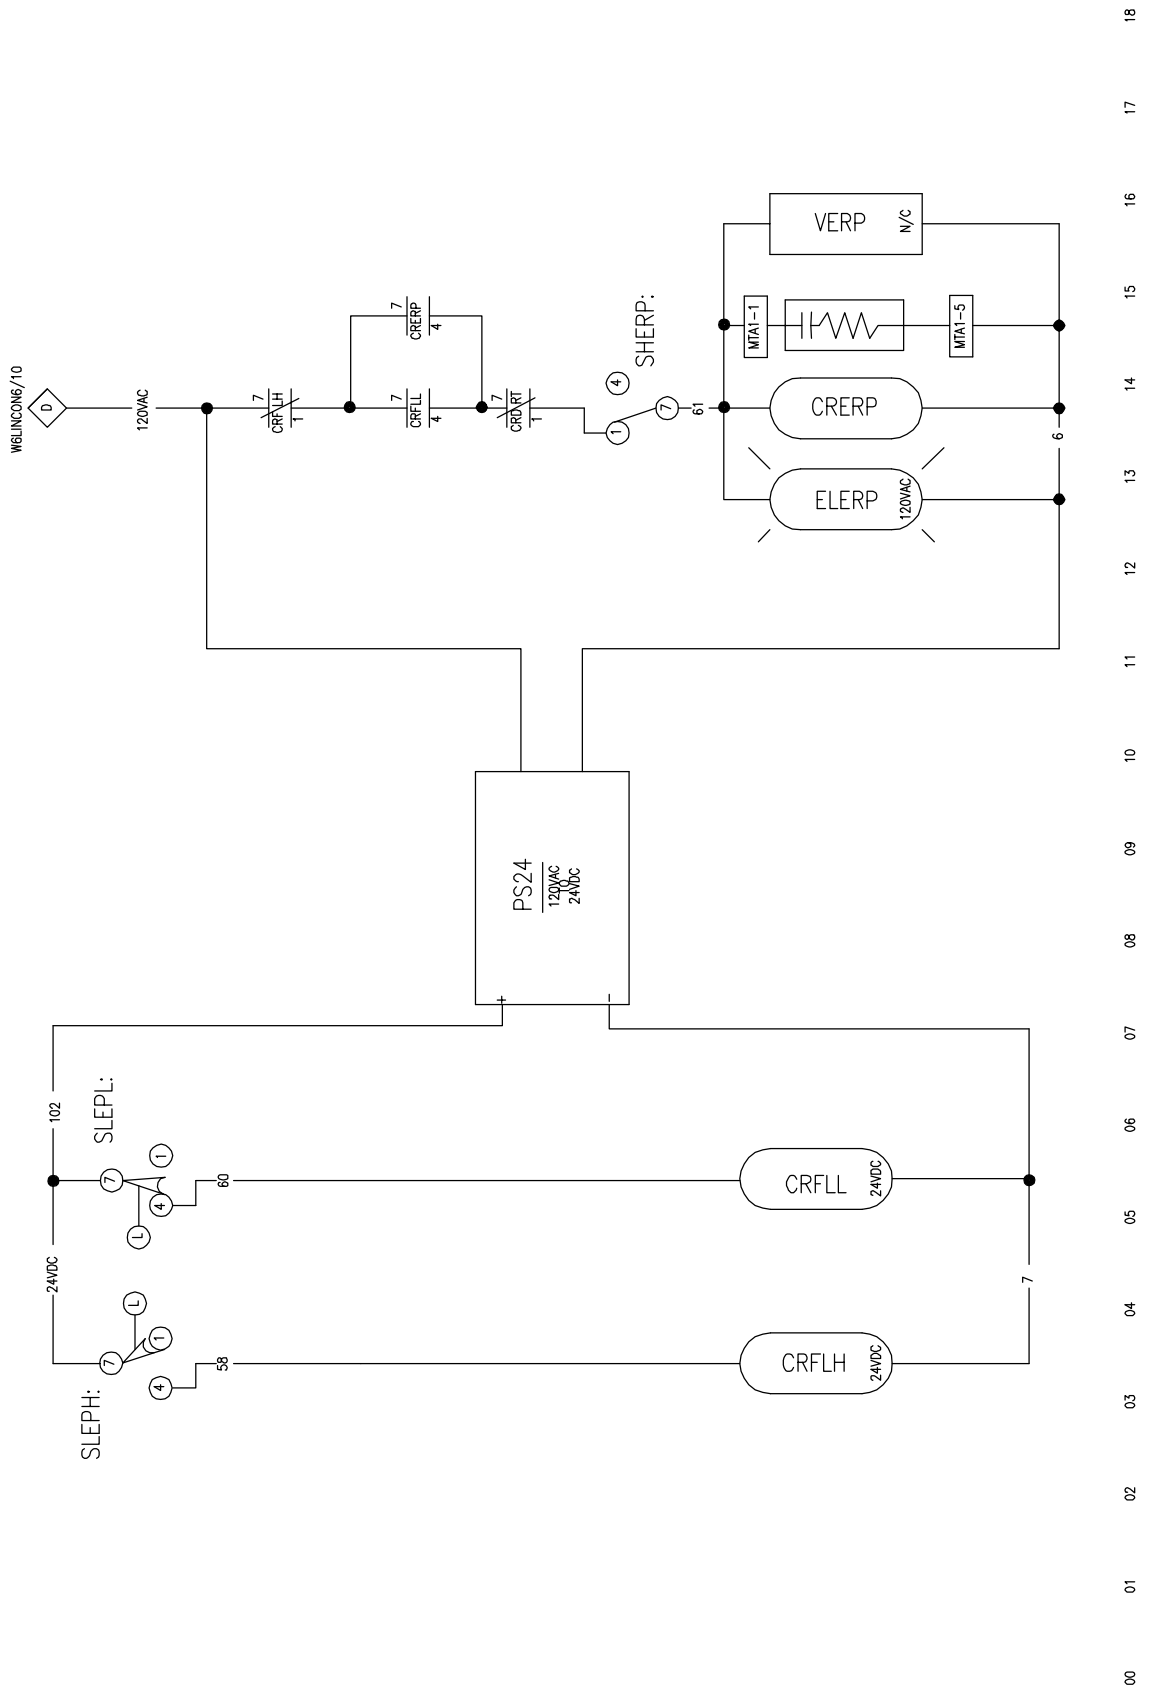 W6LINCON6/10
D
24VDC
102
120VAC
SLEPH:
SLEPL:
7
7
L
L
4
1
4
1
58
60
7
CRFLH
1
7
CRFLL
4
7
CRERP
4
7
1
PS24
120VAC
TO
24VDC
+
-
SHERP:
1
4
7
61
MTA1-1
CRFLH
24VDC
CRFLL
24VDC
ELERP
120VAC
CRERP
VERP
N/C
MTA1-5
7
6
00 01 02 03 04 05 06 07 08 09 10 11 12 13 14 15 16 17 18